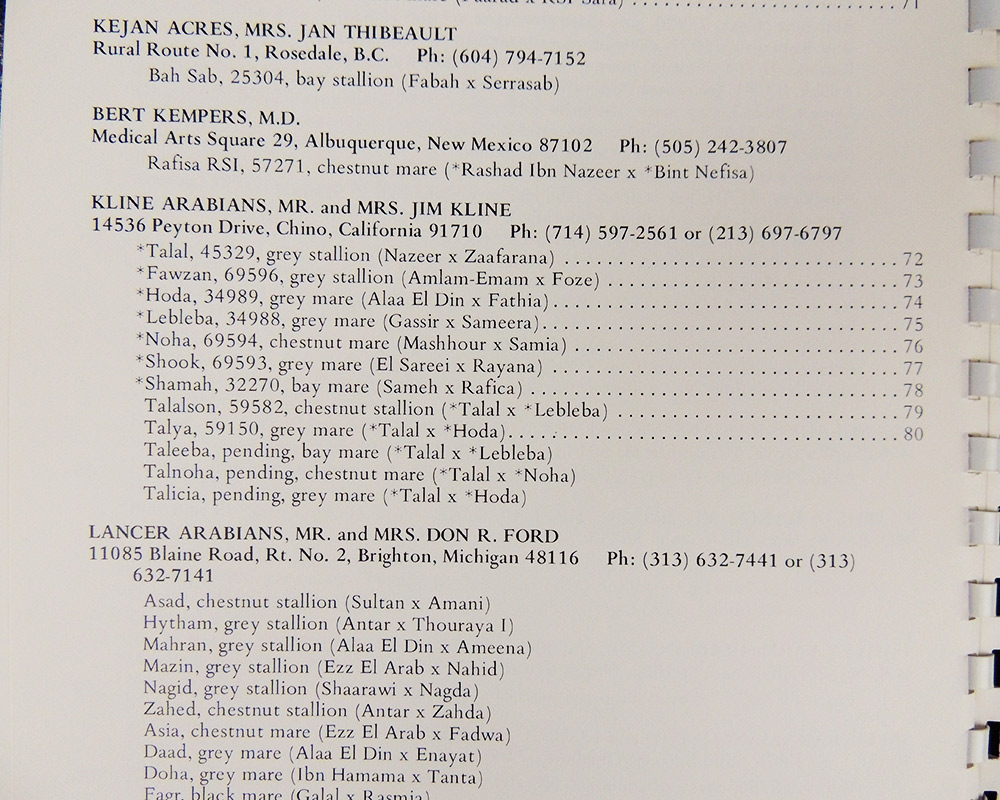 x RSI Sara) . . . . . . . . . . . . . . . . . . . . . . . 71
KEJAN ACRES, MRS. JAN THIBEAULT
Rural Route No. 1, Rosedale, B.C. Ph: (604) 794-7152
Bah Sab, 25304, bay stallion (Fabah x Serrasab)
BERT KEMPERS, M.D.
Medical Arts Square 29, Albuquerque, New Mexico 87102 Ph: (505) 242-3807
Rafisa RSI, 57271, chestnut mare (*Rashad Ibn Nazeer x *Bint Nefisa)
KLINE ARABIANS, MR. and MRS. JIM KLINE
14536 Peyton Drive, Chino, California 91710 Ph: (714) 597-2561 or (213) 697-6797
*Talal, 45329, grey stallion (Nazeer x Zaafarana) . . . . . . . . . . . . . . . . . . . . . . . . . . . . . 72
*Fawzan, 69596, grey stallion (Amlam-Emam x Foze) . . . . . . . . . . . . . . . . . . . . . . . . . 73
*Hoda, 34989, grey mare (Alaa El Din x Fathia) . . . . . . . . . . . . . . . . . . . . . . . . . . . . . 74
*Lebleba, 34988, grey mare (Gassir x Sameera). . . . . . . . . . . . . . . . . . . . . . . . . . . . . . 75
*Noha, 69594, chestnut mare (Mashhour x Samia) . . . . . . . . . . . . . . . . . . . . . . . . . . . 76
*Shook, 69593, grey mare (El Sareei x Rayana) . . . . . . . . . . . . . . . . . . . . . . . . . . . . . 77
*Shamah, 32270, bay mare (Sameh x Rafica) . . . . . . . . . . . . . . . . . . . . . . . . . . . . . . . 78
Talalson, 59582, chestnut stallion (*Talal x *Lebleba) . . . . . . . . . . . . . . . . . . . . . . . . 79
Talya, 59150, grey mare (*Talal x *Hoda). . . . . . . . . . . . . . . . . . . . . . . . . . . . . . . . . 80
Taleeba, pending, bay mare (*Talal x *Lebleba)
Talnoha, pending, chestnut mare (*Talal x *Noha)
Talicia, pending, grey mare (*Talal x *Hoda)
LANCER ARABIANS, MR. and MRS. DON R. FORD
11085 Blaine Road, Rt. No. 2, Brighton, Michigan 48116 Ph: (313) 632-7441 or (313)
632-7141
Asad, chestnut stallion (Sultan x Amani)
Hytham, grey stallion (Antar x Thouraya I)
Mahran, grey stallion (Alaa El Din x Ameena)
Mazin, grey stallion (Ezz El Arab x Nahid)
Nagid, grey stallion (Shaarawi x Nagda)
Zahed, chestnut stallion (Antar x Zahda)
Asia, chestnut mare (Ezz El Arab x Fadwa)
Daad, grey mare (Alaa El Din x Enayat)
Doha, grey mare (Ibn Hamama x Tanta)
Fagr, black mare (Galal x Rasmia)